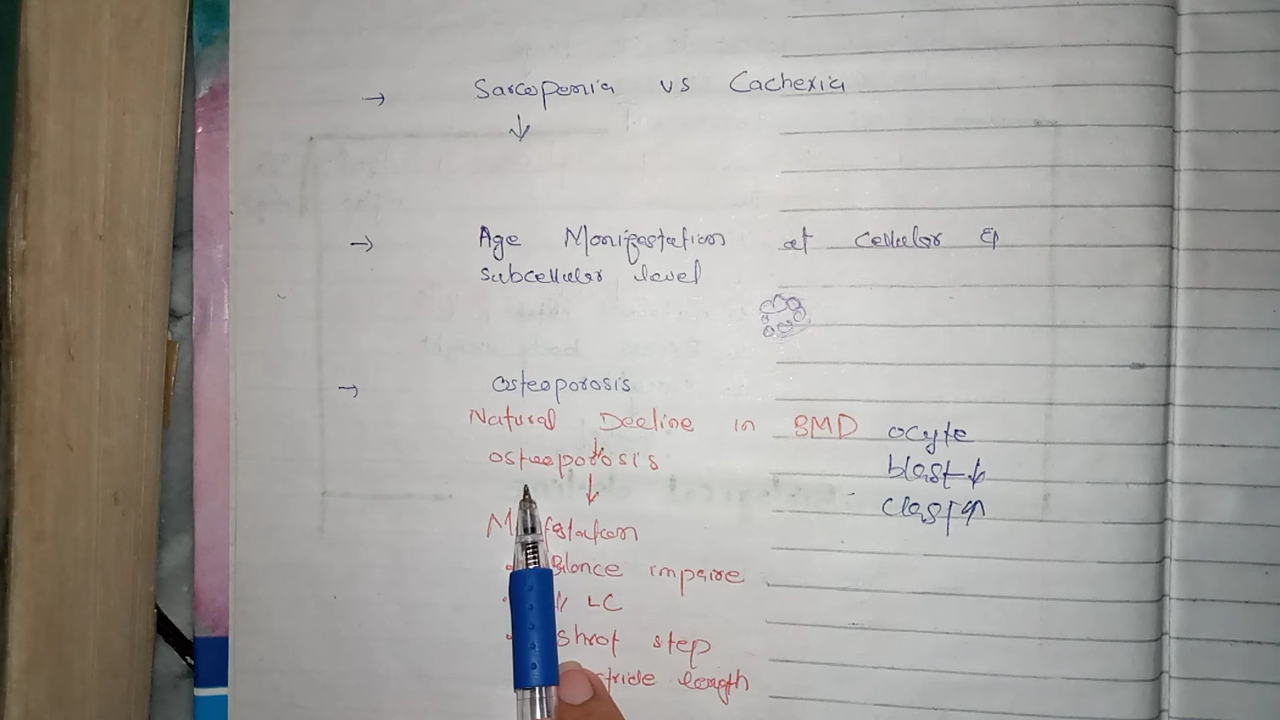 → Sarcopenia vs Cachexia
↓
→ Age Manifestation at cellular &
subcellular level
→ Osteoporosis
Natural Decline in BMD ocyte
osteoporosis blast ↓
↓ clast ↑
Balance impaire
LC
shrot step
stride length